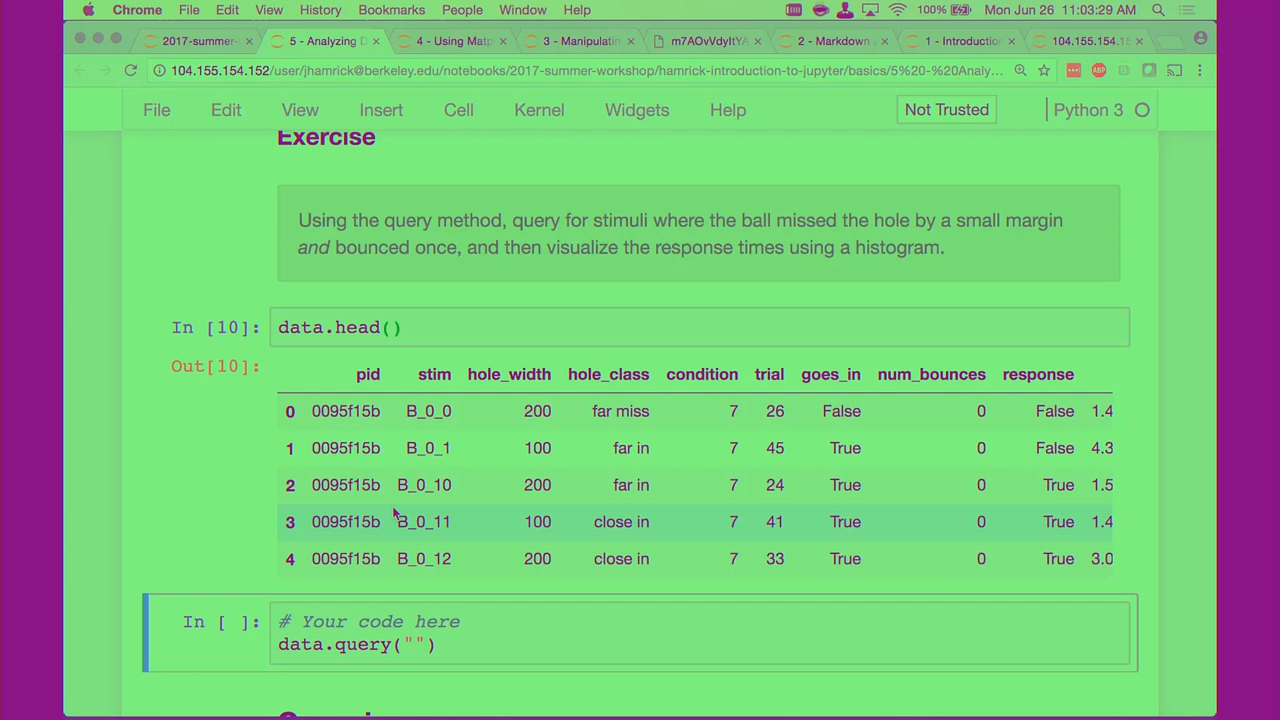 Chrome File Edit View History Bookmarks People Window Help 100% Mon Jun 26 11:03:29 AM
2017-summer- 5 - Analyzing D 4 - Using Matp 3 - Manipulatin m7AOvVdyItYA 2 - Markdown a 1 - Introduction 104.155.154.15
104.155.154.152/user/jhamrick@berkeley.edu/notebooks/2017-summer-workshop/hamrick-introduction-to-jupyter/basics/5%20-%20Analy...
File Edit View Insert Cell Kernel Widgets Help Not Trusted Python 3
Exercise
Using the query method, query for stimuli where the ball missed the hole by a small margin
and bounced once, and then visualize the response times using a histogram.
In [10]: data.head()
Out[10]:
pid stim hole_width hole_class condition trial goes_in num_bounces response
0 0095f15b B_0_0 200 far miss 7 26 False 0 False 1.4
1 0095f15b B_0_1 100 far in 7 45 True 0 False 4.3
2 0095f15b B_0_10 200 far in 7 24 True 0 True 1.5
3 0095f15b B_0_11 100 close in 7 41 True 0 True 1.4
4 0095f15b B_0_12 200 close in 7 33 True 0 True 3.0
In [ ]: # Your code here
data.query("")